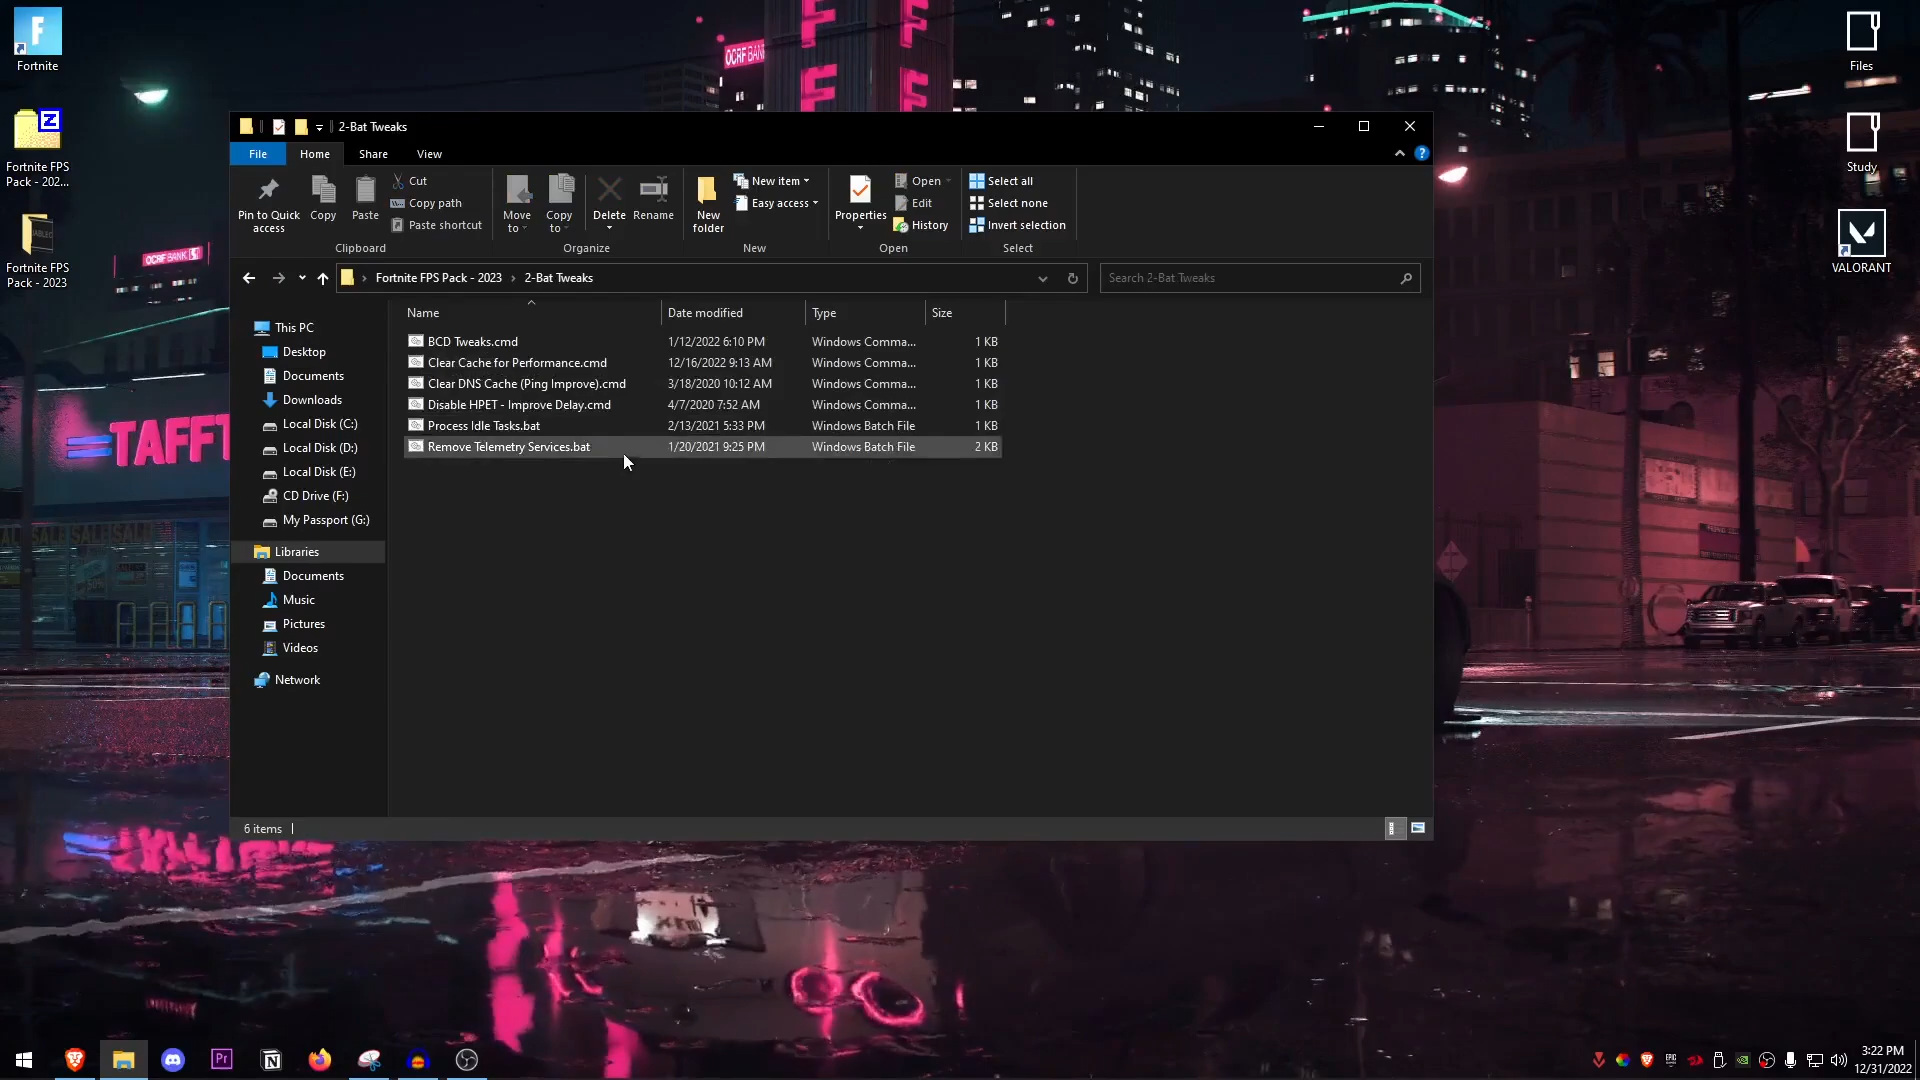 Fortnite
Fortnite FPS
Pack - 202...
Fortnite FPS
Pack - 2023
Files
Study
VALORANT
OCRF BANK
OCRF BANK
TAFFT
2-Bat Tweaks
File
Home
Share
View
Pin to Quick
access
Copy
Paste
Cut
Copy path
Paste shortcut
Clipboard
Move
to
Copy
to
Delete
Rename
Organize
New
folder
New item
Easy access
New
Properties
Open
Edit
History
Open
Select all
Select none
Invert selection
Select
Fortnite FPS Pack - 2023 › 2-Bat Tweaks
Search 2-Bat Tweaks
Name Date modified Type Size
BCD Tweaks.cmd 1/12/2022 6:10 PM Windows Comma... 1 KB
Clear Cache for Performance.cmd 12/16/2022 9:13 AM Windows Comma... 1 KB
Clear DNS Cache (Ping Improve).cmd 3/18/2020 10:12 AM Windows Comma... 1 KB
Disable HPET - Improve Delay.cmd 4/7/2020 7:52 AM Windows Comma... 1 KB
Process Idle Tasks.bat 2/13/2021 5:33 PM Windows Batch File 1 KB
Remove Telemetry Services.bat 1/20/2021 9:25 PM Windows Batch File 2 KB
This PC
Desktop
Documents
Downloads
Local Disk (C:)
Local Disk (D:)
Local Disk (E:)
CD Drive (F:)
My Passport (G:)
Libraries
Documents
Music
Pictures
Videos
Network
6 items
3:22 PM
12/31/2022